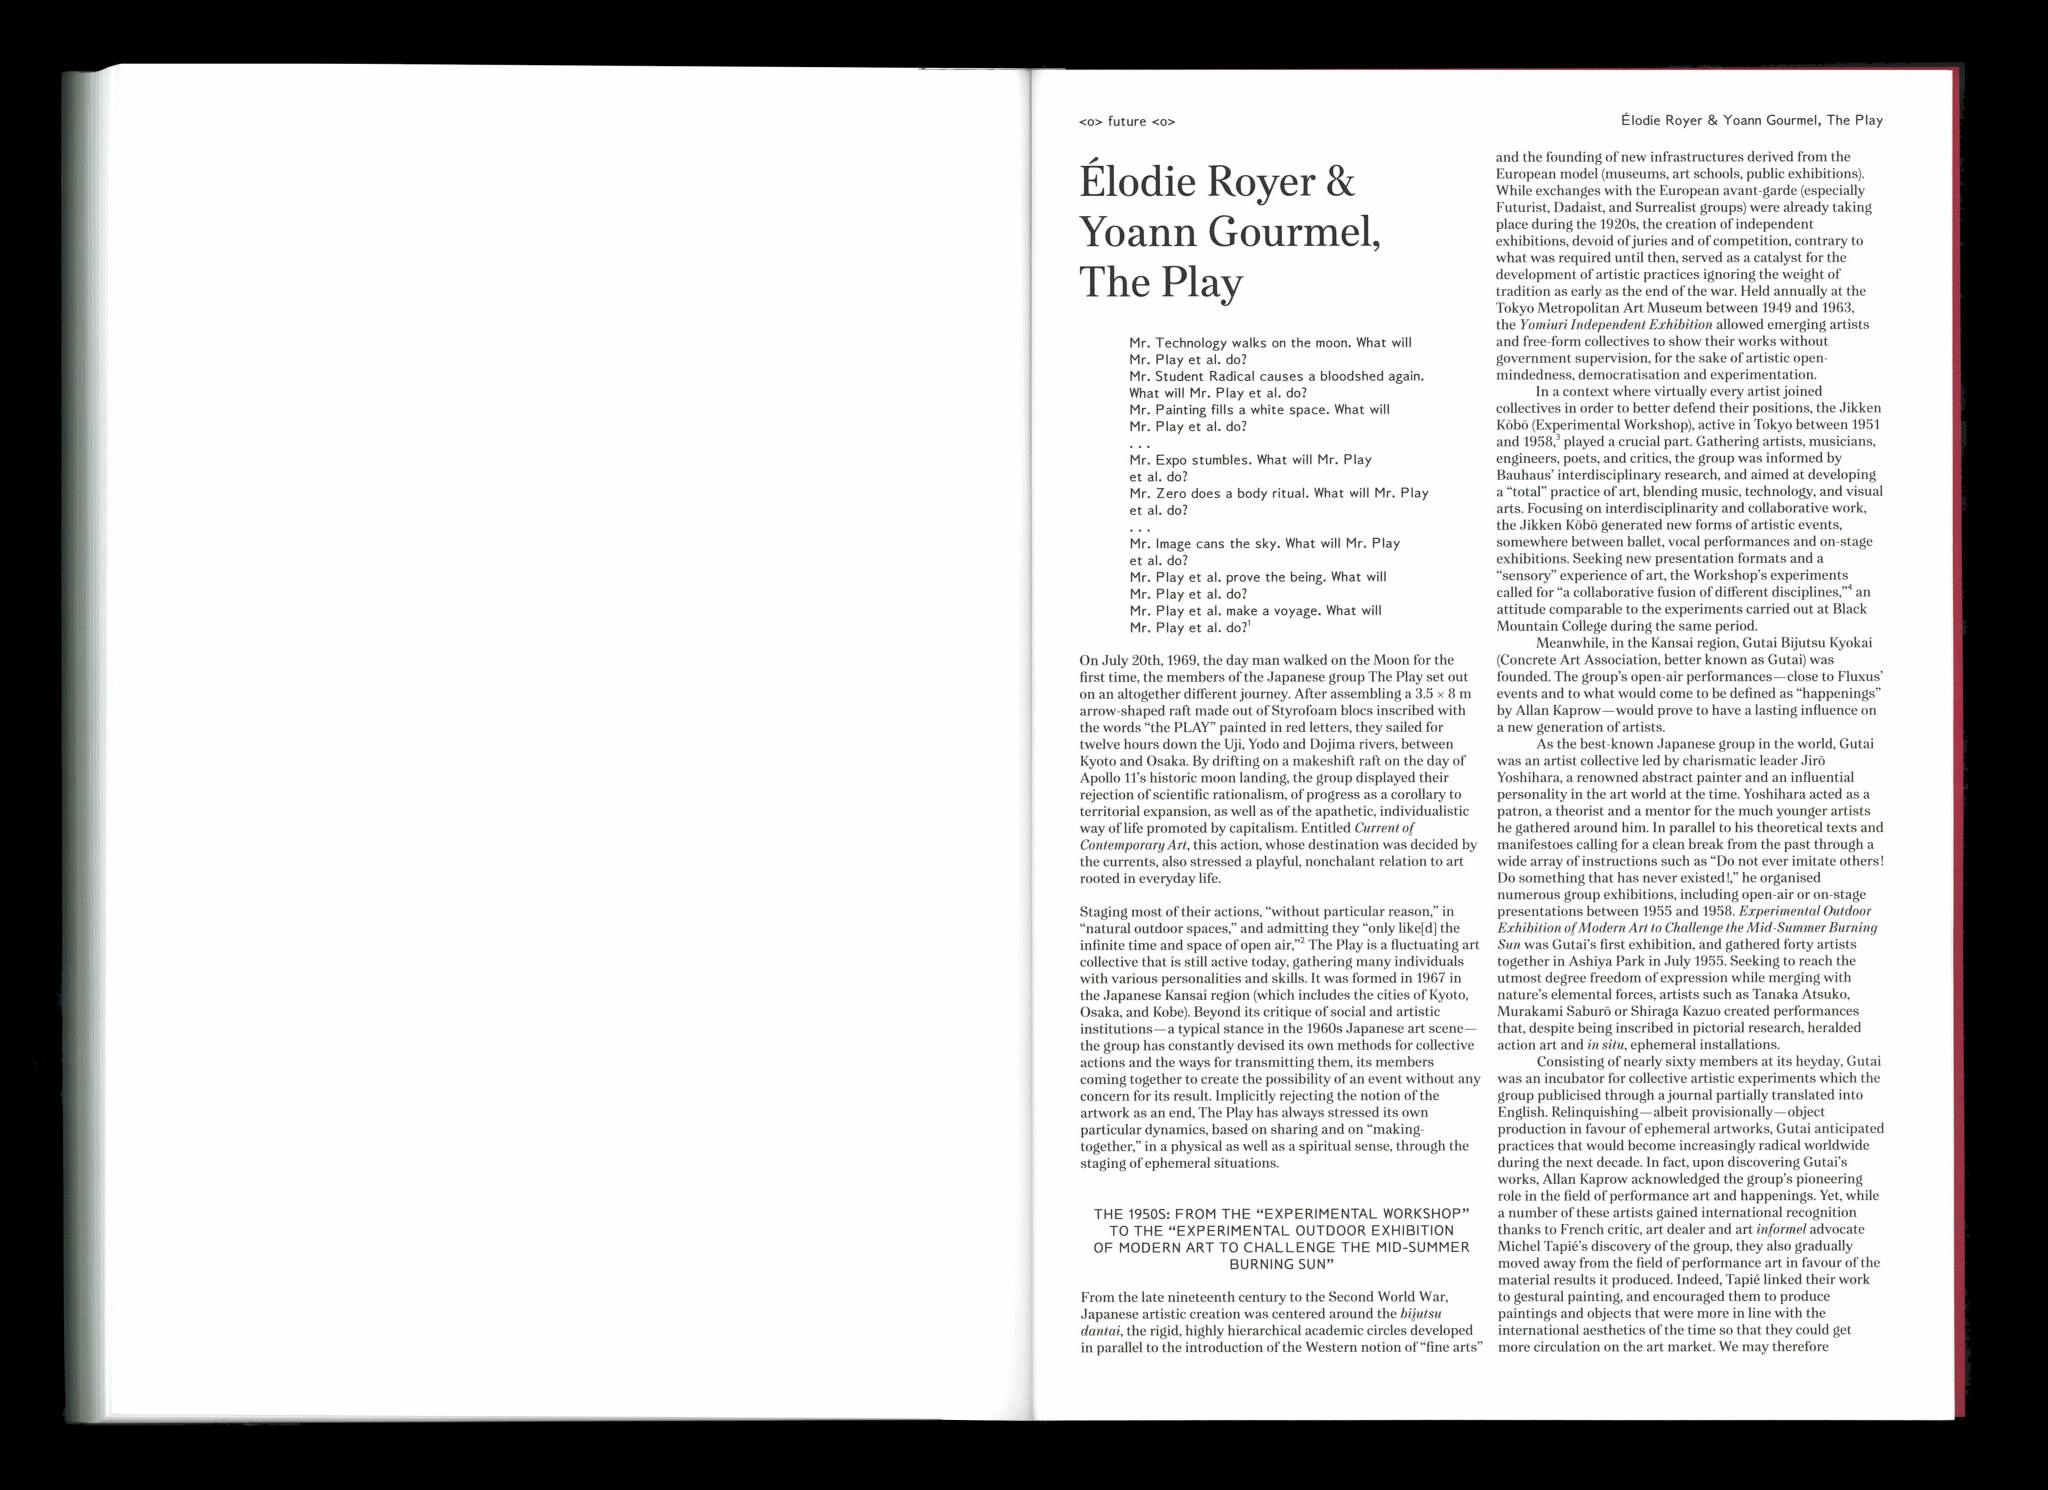 <o> future <o>
Élodie Royer & Yoann Gourmel, The Play
Élodie Royer &
Yoann Gourmel,
The Play
Mr. Technology walks on the moon. What will
Mr. Play et al. do?
Mr. Student Radical causes a bloodshed again.
What will Mr. Play et al. do?
Mr. Painting fills a white space. What will
Mr. Play et al. do?
...
Mr. Expo stumbles. What will Mr. Play
et al. do?
Mr. Zero does a body ritual. What will Mr. Play
et al. do?
...
Mr. Image cans the sky. What will Mr. Play
et al. do?
Mr. Play et al. prove the being. What will
Mr. Play et al. do?
Mr. Play et al. make a voyage. What will
Mr. Play et al. do?¹
On July 20th, 1969, the day man walked on the Moon for the
first time, the members of the Japanese group The Play set out
on an altogether different journey. After assembling a 3.5 × 8 m
arrow-shaped raft made out of Styrofoam blocs inscribed with
the words “the PLAY” painted in red letters, they sailed for
twelve hours down the Uji, Yodo and Dojima rivers, between
Kyoto and Osaka. By drifting on a makeshift raft on the day of
Apollo 11’s historic moon landing, the group displayed their
rejection of scientific rationalism, of progress as a corollary to
territorial expansion, as well as of the apathetic, individualistic
way of life promoted by capitalism. Entitled Current of
Contemporary Art, this action, whose destination was decided by
the currents, also stressed a playful, nonchalant relation to art
rooted in everyday life.
Staging most of their actions, “without particular reason,” in
“natural outdoor spaces,” and admitting they “only like[d] the
infinite time and space of open air,”² The Play is a fluctuating art
collective that is still active today, gathering many individuals
with various personalities and skills. It was formed in 1967 in
the Japanese Kansai region (which includes the cities of Kyoto,
Osaka, and Kobe). Beyond its critique of social and artistic
institutions—a typical stance in the 1960s Japanese art scene—
the group has constantly devised its own methods for collective
actions and the ways for transmitting them, its members
coming together to create the possibility of an event without any
concern for its result. Implicitly rejecting the notion of the
artwork as an end, The Play has always stressed its own
particular dynamics, based on sharing and on “making-
together,” in a physical as well as a spiritual sense, through the
staging of ephemeral situations.
THE 1950S: FROM THE “EXPERIMENTAL WORKSHOP”
TO THE “EXPERIMENTAL OUTDOOR EXHIBITION
OF MODERN ART TO CHALLENGE THE MID-SUMMER
BURNING SUN”
From the late nineteenth century to the Second World War,
Japanese artistic creation was centered around the bijutsu
dantai, the rigid, highly hierarchical academic circles developed
in parallel to the introduction of the Western notion of “fine arts”
and the founding of new infrastructures derived from the
European model (museums, art schools, public exhibitions).
While exchanges with the European avant-garde (especially
Futurist, Dadaist, and Surrealist groups) were already taking
place during the 1920s, the creation of independent
exhibitions, devoid of juries and of competition, contrary to
what was required until then, served as a catalyst for the
development of artistic practices ignoring the weight of
tradition as early as the end of the war. Held annually at the
Tokyo Metropolitan Art Museum between 1949 and 1963,
the Yomiuri Independent Exhibition allowed emerging artists
and free-form collectives to show their works without
government supervision, for the sake of artistic open-
mindedness, democratisation and experimentation.
In a context where virtually every artist joined
collectives in order to better defend their positions, the Jikken
Kōbō (Experimental Workshop), active in Tokyo between 1951
and 1958,³ played a crucial part. Gathering artists, musicians,
engineers, poets, and critics, the group was informed by
Bauhaus’ interdisciplinary research, and aimed at developing
a “total” practice of art, blending music, technology, and visual
arts. Focusing on interdisciplinarity and collaborative work,
the Jikken Kōbō generated new forms of artistic events,
somewhere between ballet, vocal performances and on-stage
exhibitions. Seeking new presentation formats and a
“sensory” experience of art, the Workshop’s experiments
called for “a collaborative fusion of different disciplines,”⁴ an
attitude comparable to the experiments carried out at Black
Mountain College during the same period.
Meanwhile, in the Kansai region, Gutai Bijutsu Kyokai
(Concrete Art Association, better known as Gutai) was
founded. The group’s open-air performances—close to Fluxus’
events and to what would come to be defined as “happenings”
by Allan Kaprow—would prove to have a lasting influence on
a new generation of artists.
As the best-known Japanese group in the world, Gutai
was an artist collective led by charismatic leader Jirō
Yoshihara, a renowned abstract painter and an influential
personality in the art world at the time. Yoshihara acted as a
patron, a theorist and a mentor for the much younger artists
he gathered around him. In parallel to his theoretical texts and
manifestoes calling for a clean break from the past through a
wide array of instructions such as “Do not ever imitate others!
Do something that has never existed!,” he organised
numerous group exhibitions, including open-air or on-stage
presentations between 1955 and 1958. Experimental Outdoor
Exhibition of Modern Art to Challenge the Mid-Summer Burning
Sun was Gutai’s first exhibition, and gathered forty artists
together in Ashiya Park in July 1955. Seeking to reach the
utmost degree freedom of expression while merging with
nature’s elemental forces, artists such as Tanaka Atsuko,
Murakami Saburō or Shiraga Kazuo created performances
that, despite being inscribed in pictorial research, heralded
action art and in situ, ephemeral installations.
Consisting of nearly sixty members at its heyday, Gutai
was an incubator for collective artistic experiments which the
group publicised through a journal partially translated into
English. Relinquishing—albeit provisionally—object
production in favour of ephemeral artworks, Gutai anticipated
practices that would become increasingly radical worldwide
during the next decade. In fact, upon discovering Gutai’s
works, Allan Kaprow acknowledged the group’s pioneering
role in the field of performance art and happenings. Yet, while
a number of these artists gained international recognition
thanks to French critic, art dealer and art informel advocate
Michel Tapié’s discovery of the group, they also gradually
moved away from the field of performance art in favour of the
material results it produced. Indeed, Tapié linked their work
to gestural painting, and encouraged them to produce
paintings and objects that were more in line with the
international aesthetics of the time so that they could get
more circulation on the art market. We may therefore